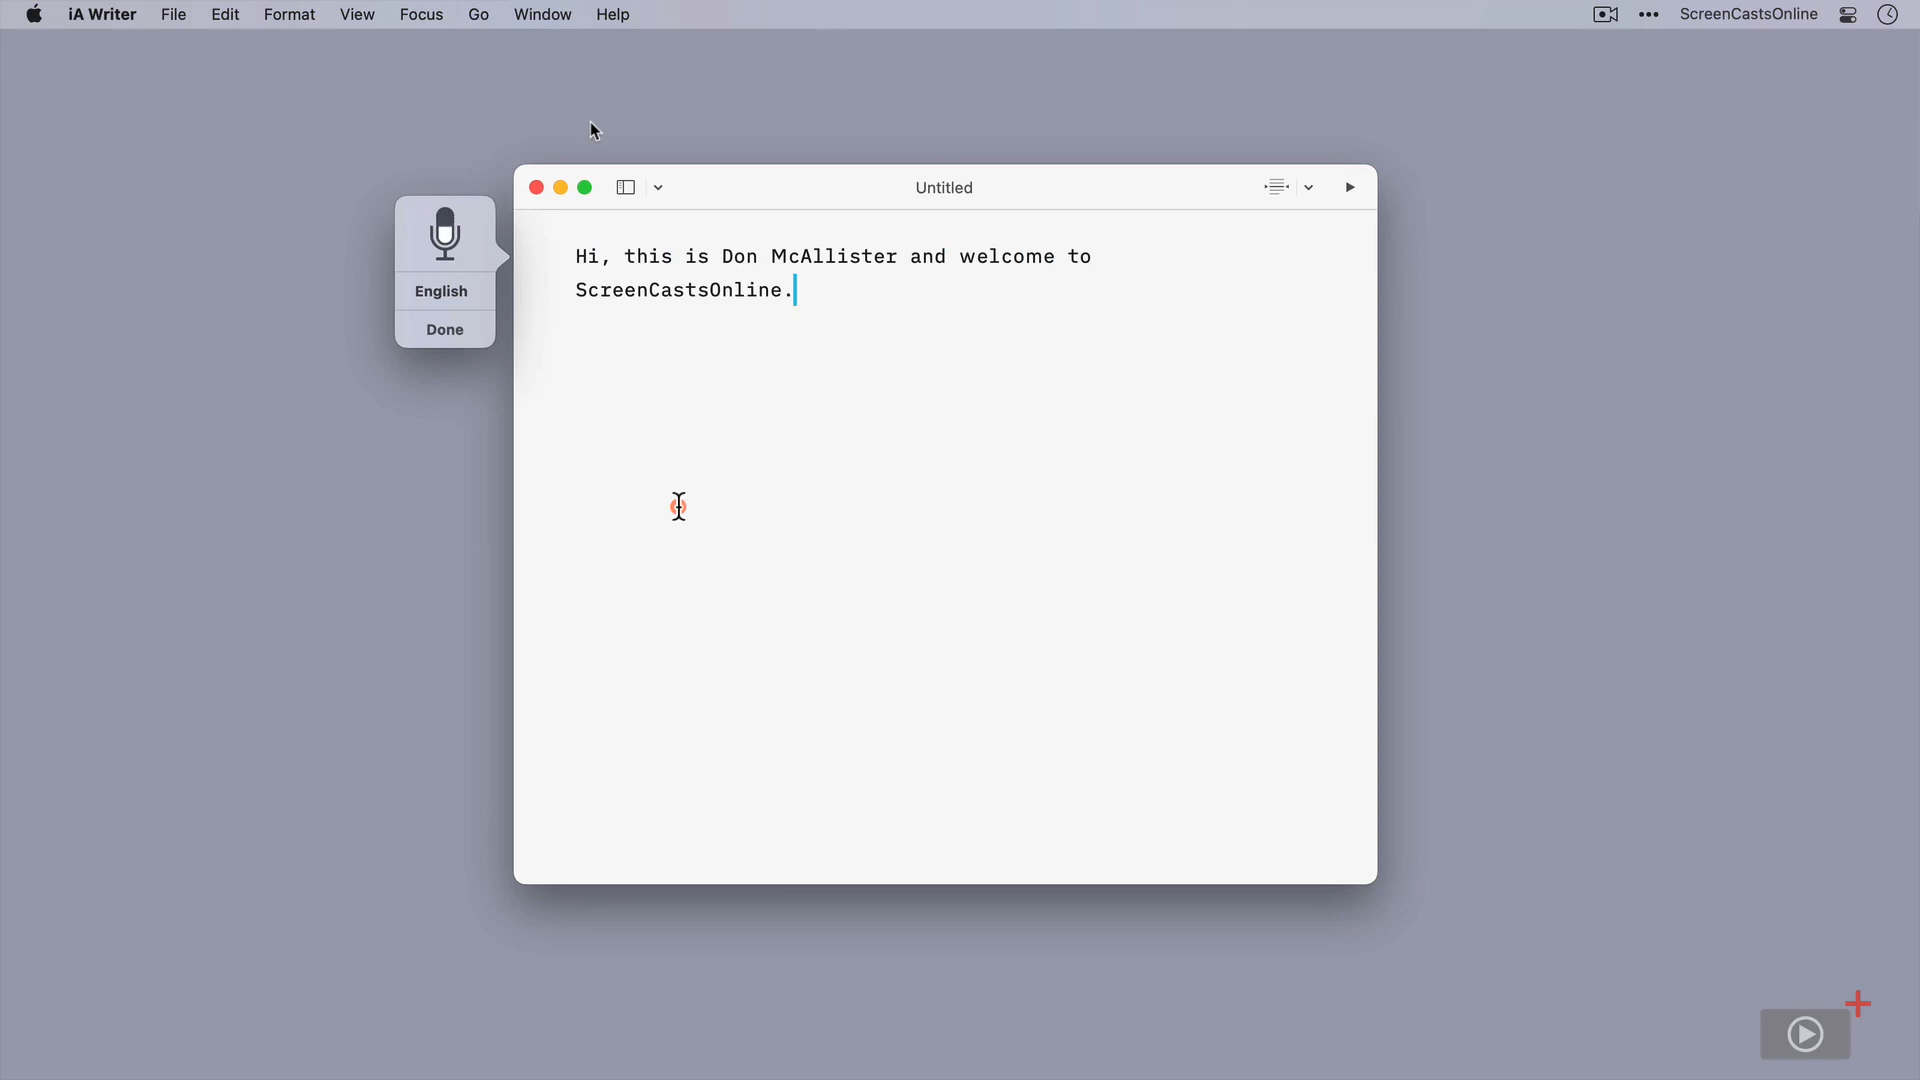 iA Writer File Edit Format View Focus Go Window Help ScreenCastsOnline
Untitled
Hi, this is Don McAllister and welcome to
ScreenCastsOnline.
English
Done